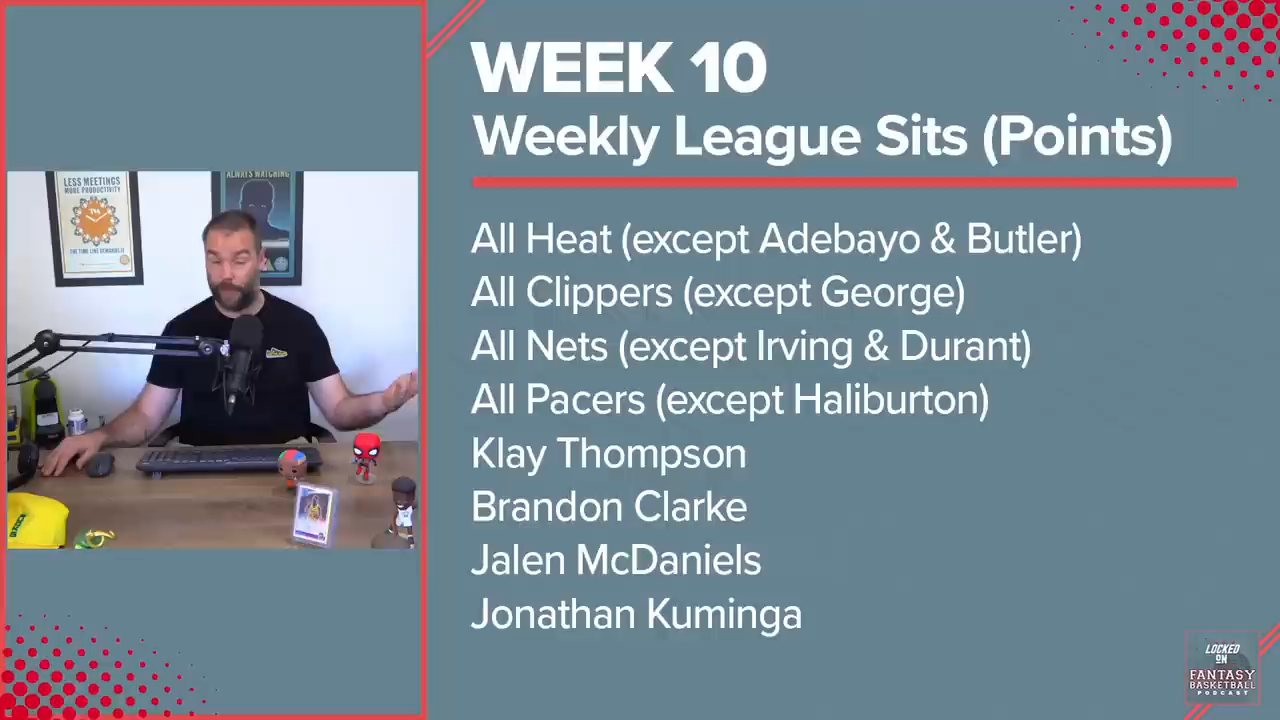 WEEK 10
Weekly League Sits (Points)
All Heat (except Adebayo & Butler)
All Clippers (except George)
All Nets (except Irving & Durant)
All Pacers (except Haliburton)
Klay Thompson
Brandon Clarke
Jalen McDaniels
Jonathan Kuminga
LESS MEETINGS
MORE PRODUCTIVITY
ALWAYS WATCHING
LOCKED
ON
FANTASY
BASKETBALL
PODCAST